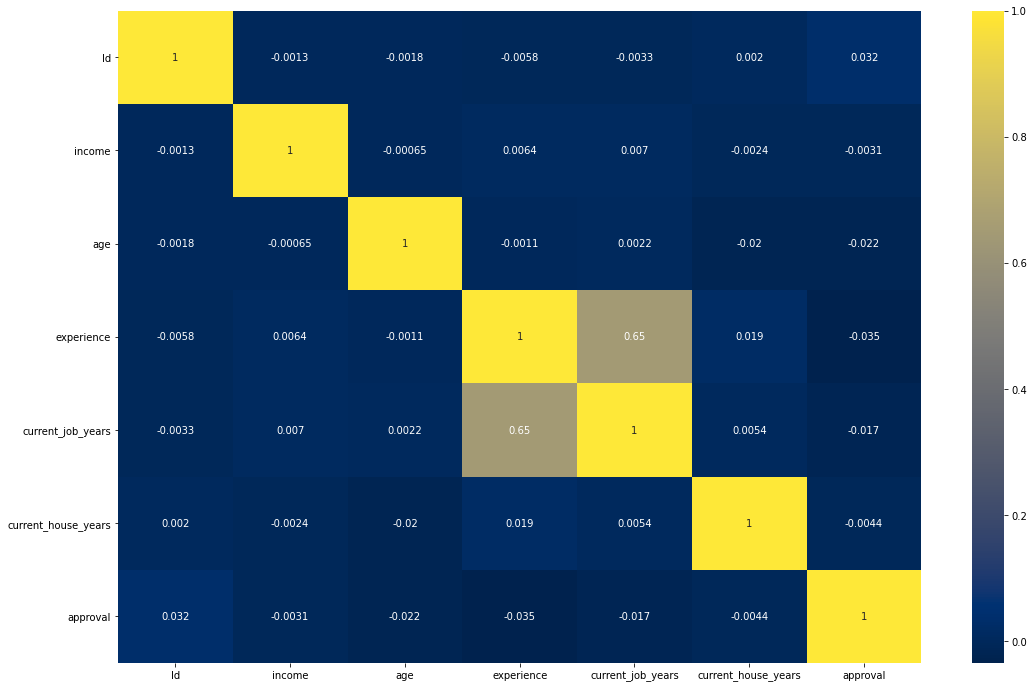 Id 1 -0.0013 -0.0018 -0.0058 -0.0033 0.002 0.032
income -0.0013 1 -0.00065 0.0064 0.007 -0.0024 -0.0031
age -0.0018 -0.00065 1 -0.0011 0.0022 -0.02 -0.022
experience -0.0058 0.0064 -0.0011 1 0.65 0.019 -0.035
current_job_years -0.0033 0.007 0.0022 0.65 1 0.0054 -0.017
current_house_years 0.002 -0.0024 -0.02 0.019 0.0054 1 -0.0044
approval 0.032 -0.0031 -0.022 -0.035 -0.017 -0.0044 1
Id income age experience current_job_years current_house_years approval
1.0
0.8
0.6
0.4
0.2
0.0